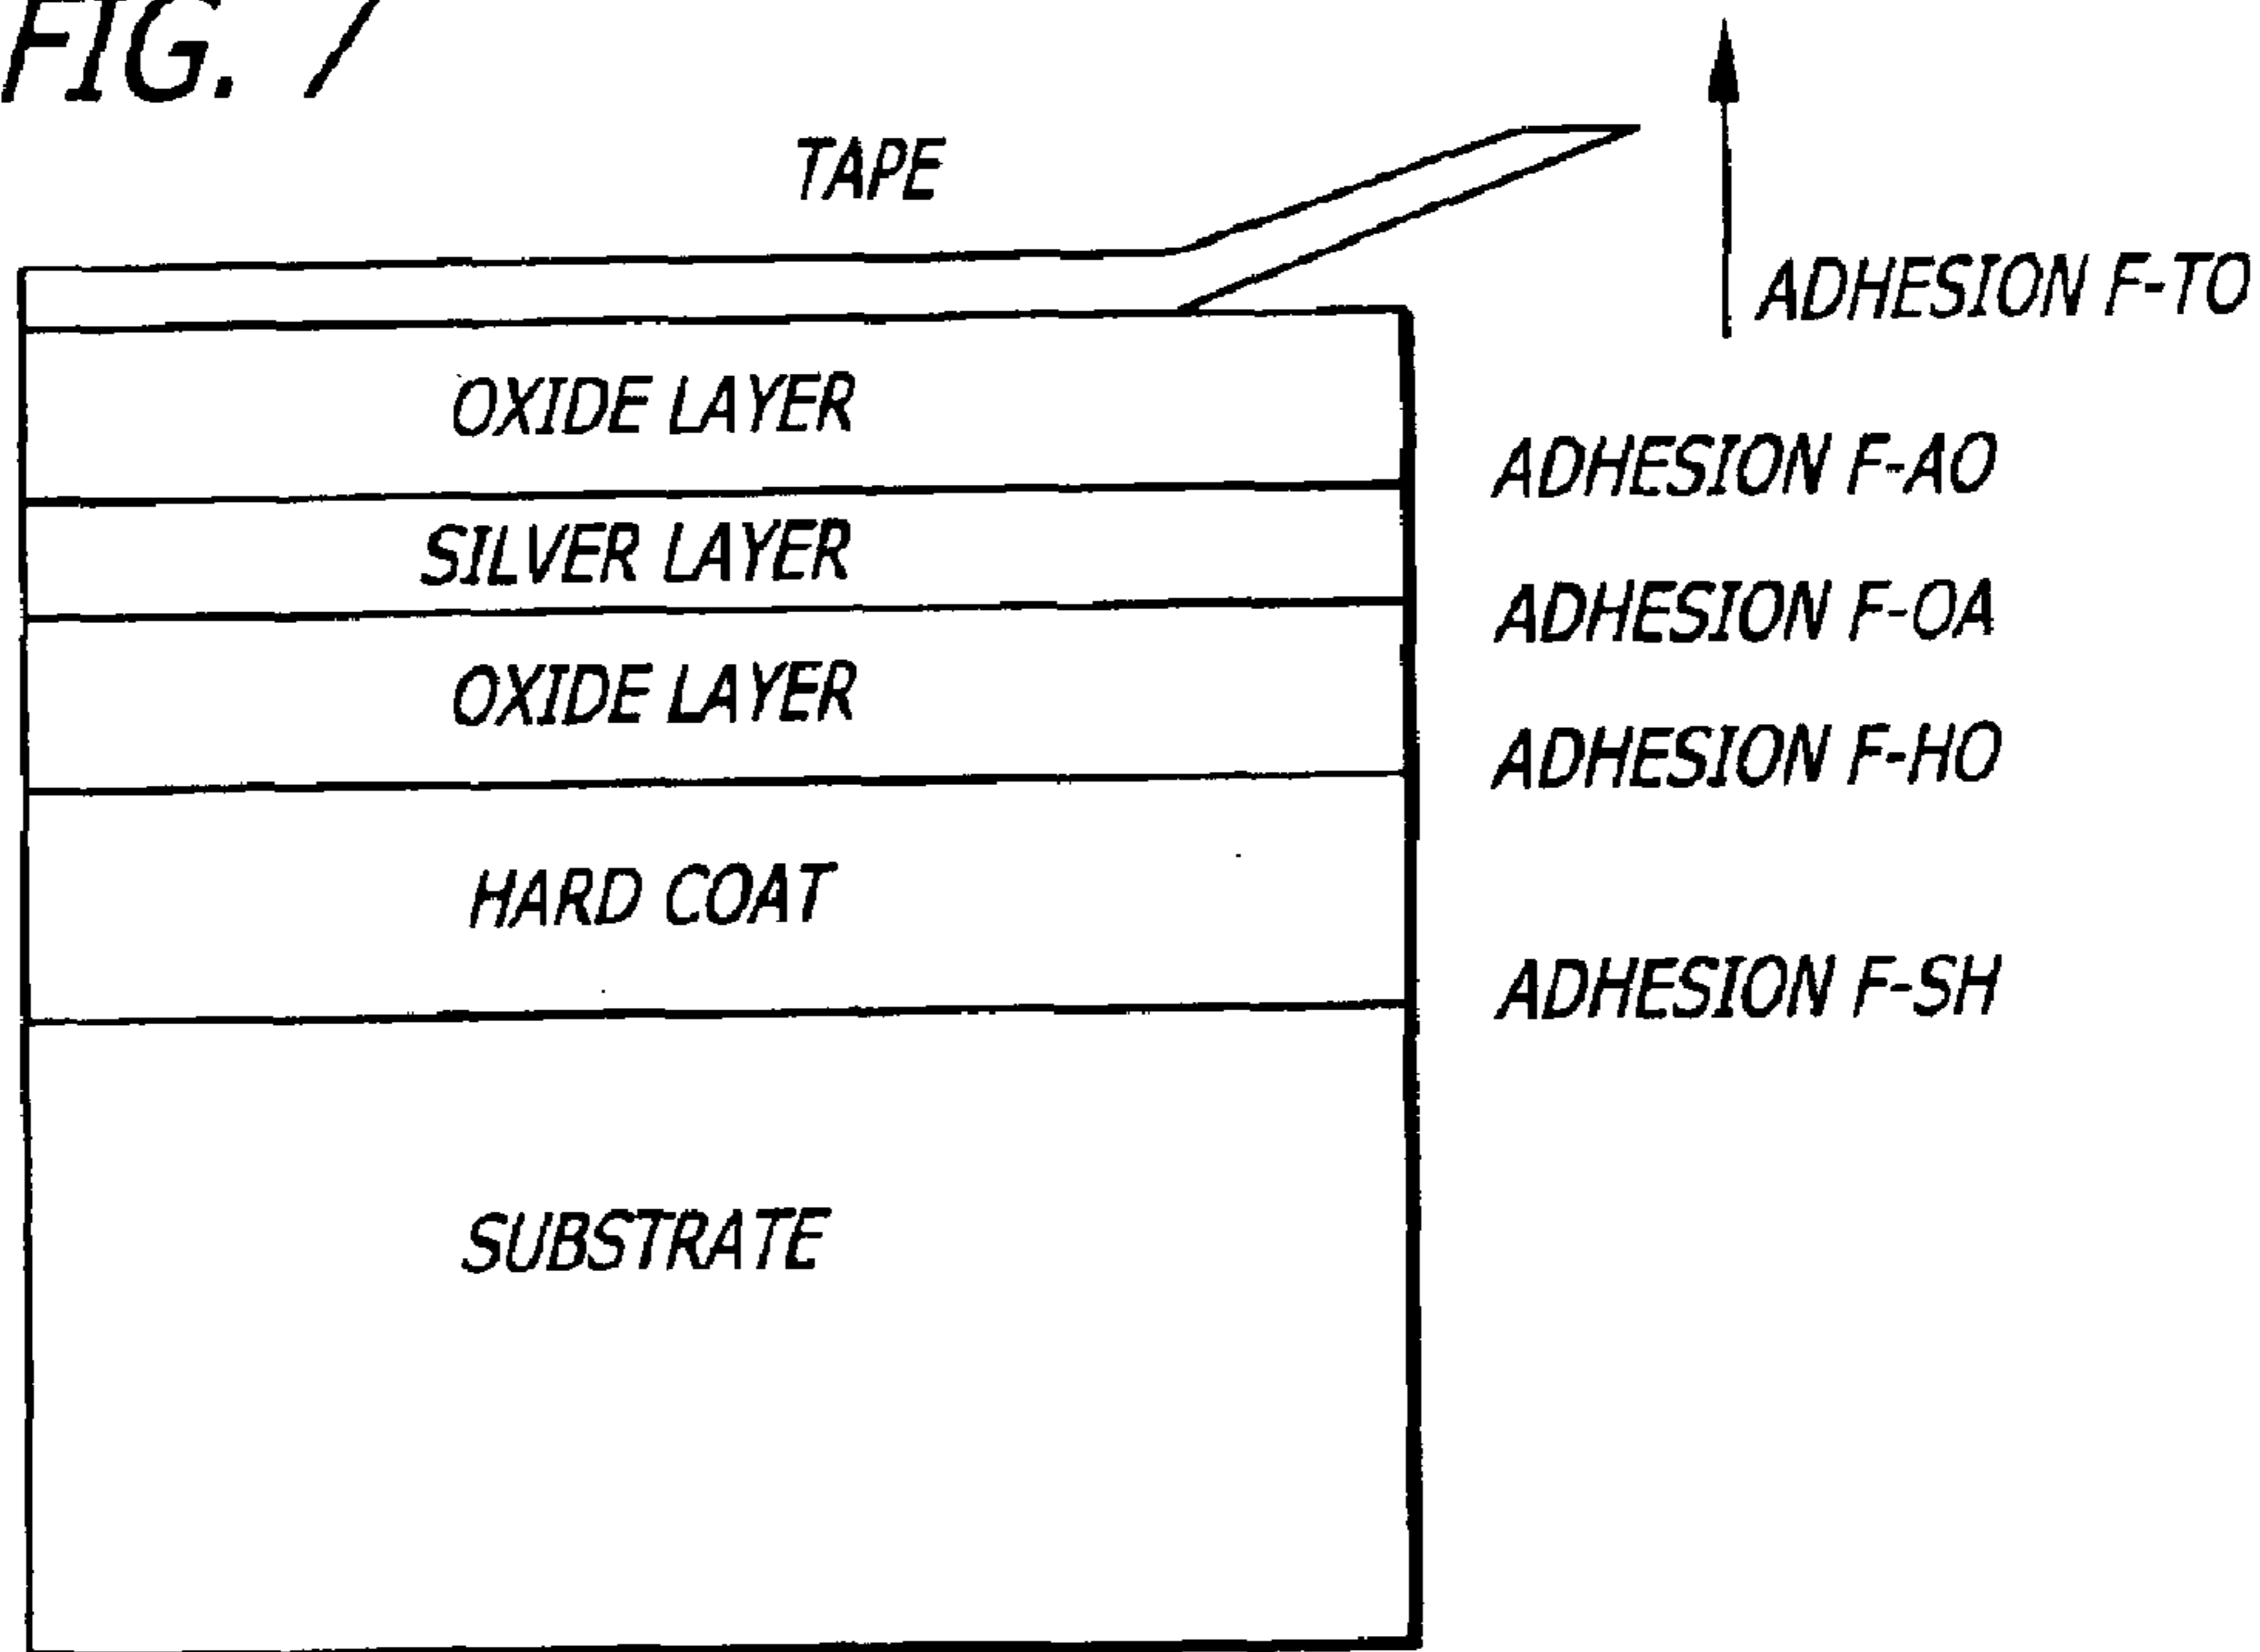 FIG. 7
TAPE
ADHESION F-TO
OXIDE LAYER
ADHESION F-AO
SILVER LAYER
ADHESION F-OA
OXIDE LAYER
ADHESION F-HO
HARD COAT
ADHESION F-SH
SUBSTRATE